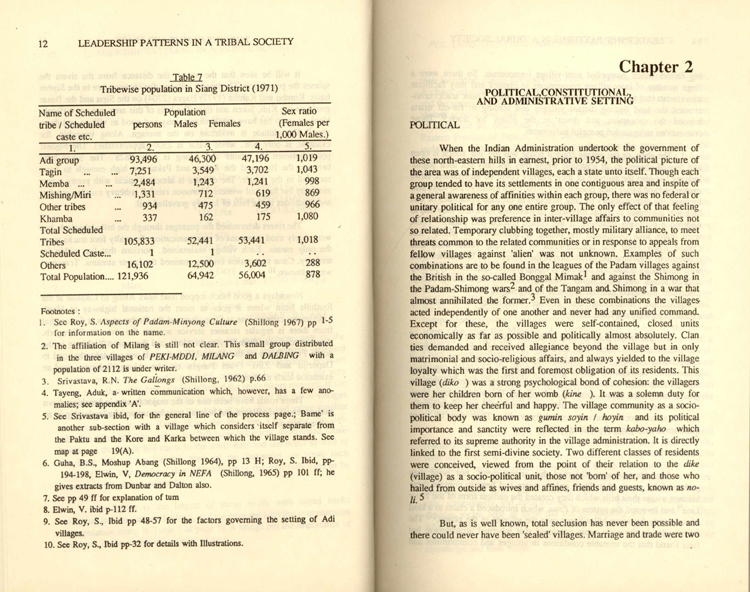 12 LEADERSHIP PATTERNS IN A TRIBAL SOCIETY
Table 7
Tribewise population in Siang District (1971)
Name of Scheduled Population Sex ratio
tribe / Scheduled persons Males Females (Females per
caste etc. 1,000 Males.)
1. 2. 3. 4. 5.
Adi group 93,496 46,300 47,196 1,019
Tagin ... ... 7,251 3,549 3,702 1,043
Memba ... ... 2,484 1,243 1,241 998
Mishing/Miri ... 1,331 712 619 869
Other tribes ... 934 475 459 966
Khamba ... 337 162 175 1,080
Total Scheduled
Tribes 105,833 52,441 53,441 1,018
Scheduled Caste... 1 1 . . . .
Others 16,102 12,500 3,602 288
Total Population.... 121,936 64,942 56,004 878
Footnotes :
1. See Roy, S. Aspects of Padam-Minyong Culture (Shillong 1967) pp 1-5
for information on the name.
2. The affiliation of Milang is still not clear. This small group distributed
in the three villages of PEKI-MDDI, MILANG and DALBING with a
population of 2112 is under writer.
3. Srivastava, R.N. The Gallongs (Shillong, 1962) p.66
4. Tayeng, Aduk, a- written communication which, however, has a few ano-
malies; see appendix 'A'.
5. See Srivastava ibid, for the general line of the process page.; Bame' is
another sub-section with a village which considers itself separate from
the Paktu and the Kore and Karka between which the village stands. See
map at page 19(A).
6. Guha, B.S., Moshup Abang (Shillong 1964), pp 13 H; Roy, S. Ibid, pp-
194-198, Elwin, V, Democracy in NEFA (Shillong, 1965) pp 101 ff; he
gives extracts from Dunbar and Dalton also.
7. See pp 49 ff for explanation of tum
8. Elwin, V. ibid p-112 ff.
9. See Roy, S., Ibid pp 48-57 for the factors governing the setting of Adi
villages.
10. See Roy, S., Ibid pp-32 for details with Illustrations.
Chapter 2
POLITICAL,CONSTITUTIONAL,
AND ADMINISTRATIVE SETTING
POLITICAL
When the Indian Administration undertook the government of
these north-eastern hills in earnest, prior to 1954, the political picture of
the area was of independent villages, each a state unto itself. Though each
group tended to have its settlements in one contiguous area and inspite of
a general awareness of affinities within each group, there was no federal or
unitary political for any one entire group. The only effect of that feeling
of relationship was preference in inter-village affairs to communities not
so related. Temporary clubbing together, mostly military alliance, to meet
threats common to the related communities or in response to appeals from
fellow villages against 'alien' was not unknown. Examples of such
combinations are to be found in the leagues of the Padam villages against
the British in the so-called Bonggal Mimak1 and against the Shimong in
the Padam-Shimong wars2 and of the Tangam and Shimong in a war that
almost annihilated the former.3 Even in these combinations the villages
acted independently of one another and never had any unified command.
Except for these, the villages were self-contained, closed units
economically as far as possible and politically almost absolutely. Clan
ties demanded and received allegiance beyond the village but in only
matrimonial and socio-religious affairs, and always yielded to the village
loyalty which was the first and foremost obligation of its residents. This
village (diko ) was a strong psychological bond of cohesion: the villagers
were her children born of her womb (kine ). It was a solemn duty for
them to keep her cheerful and happy. The village community as a socio-
political body was known as gumin soyin / hoyin and its political
importance and sanctity were reflected in the term kabo-yaho which
referred to its supreme authority in the village administration. It is directly
linked to the first semi-divine society. Two different classes of residents
were conceived, viewed from the point of their relation to the dike
(village) as a socio-political unit, those not 'born' of her, and those who
hailed from outside as wives and affines, friends and guests, known as no-
li.5
But, as is well known, total seclusion has never been possible and
there could never have been 'sealed' villages. Marriage and trade were two